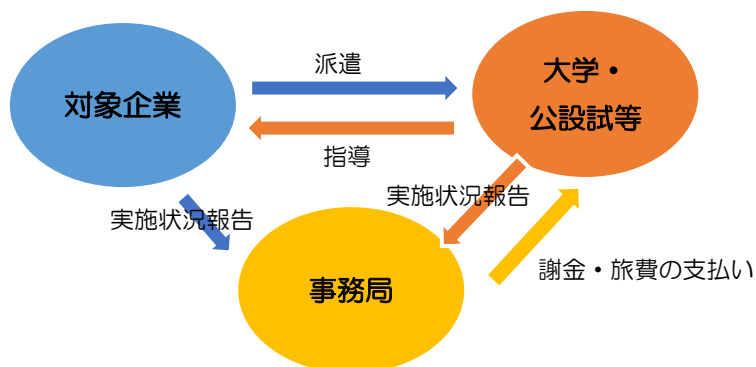 派遣
対象企業
大学・
公設試等
指導
実施状況報告
実施状況報告
事務局
謝金・旅費の支払い